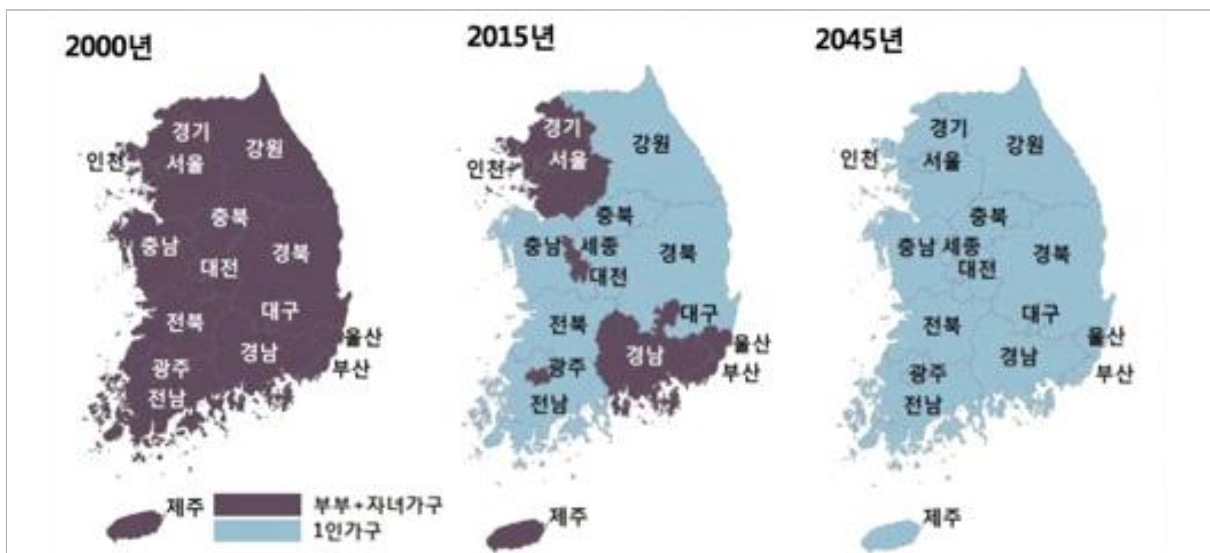 2000년
경기
강원
인천
서울
충북
충남
경북
대전
대구
전북
울산
경남
광주
부산
전남
제주
부부+자녀가구
1인가구
2015년
경기
강원
서울
인천
충북
충남 세종
경북
대전
대구
전북
울산
경남
광주
부산
전남
제주
2045년
경기
강원
인천
서울
충북
충남 세종
경북
대전
대구
전북
울산
경남
광주
부산
전남
제주